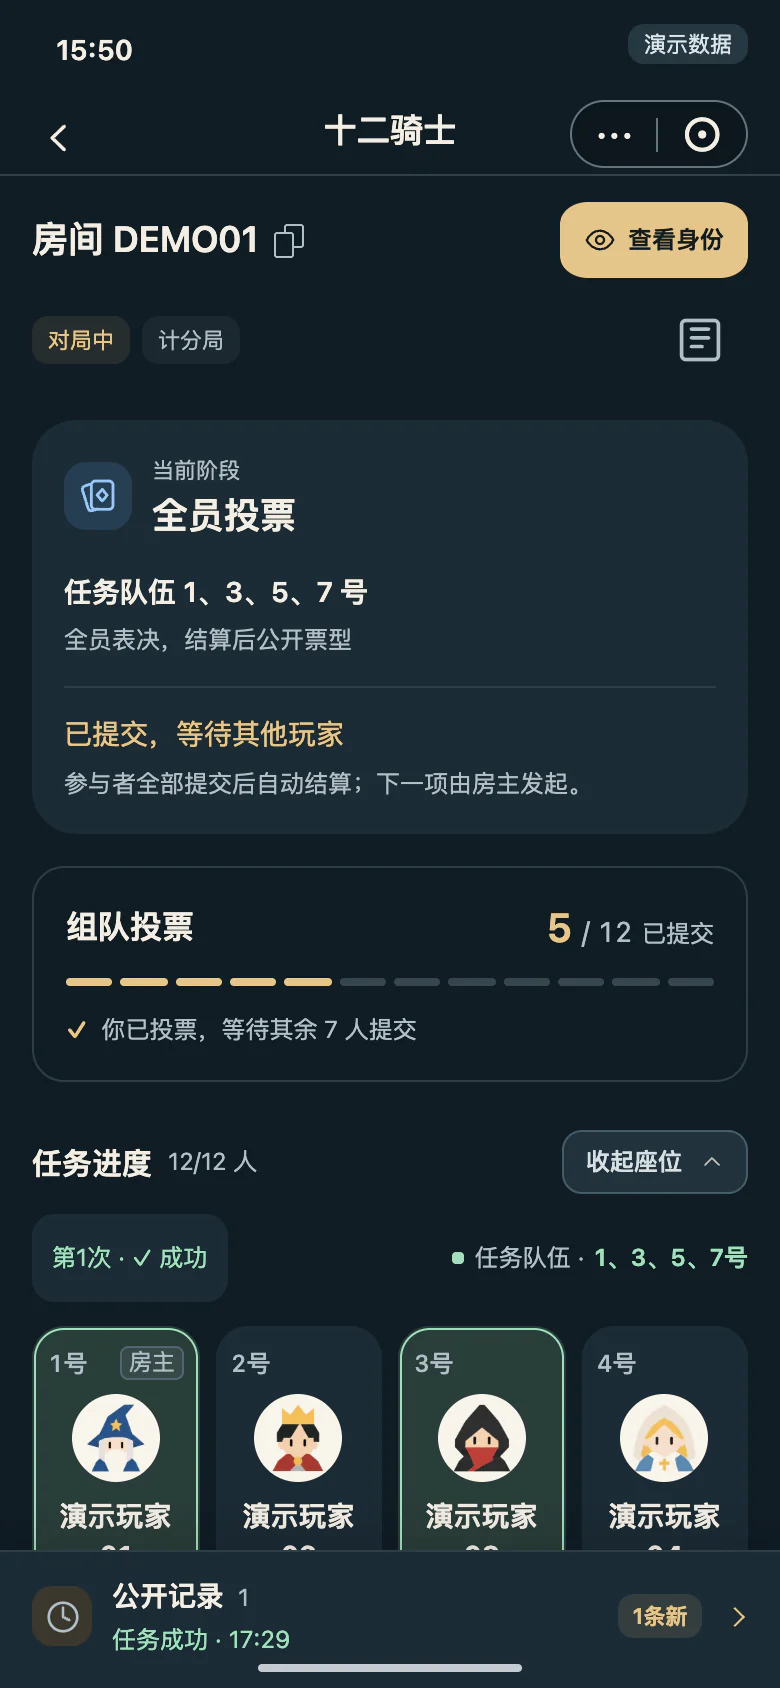 15:50
演示数据
十二骑士
房间 DEMO01
查看身份
对局中
计分局
当前阶段
全员投票
任务队伍 1、3、5、7 号
全员表决，结算后公开票型
已提交，等待其他玩家
参与者全部提交后自动结算；下一项由房主发起。
组队投票
5 / 12 已提交
你已投票，等待其余 7 人提交
任务进度 12/12 人
收起座位
第1次 · ✓ 成功
任务队伍 · 1、3、5、7号
1号 房主
2号
3号
4号
演示玩家
演示玩家
演示玩家
演示玩家
公开记录 1
1条新
任务成功 · 17:29